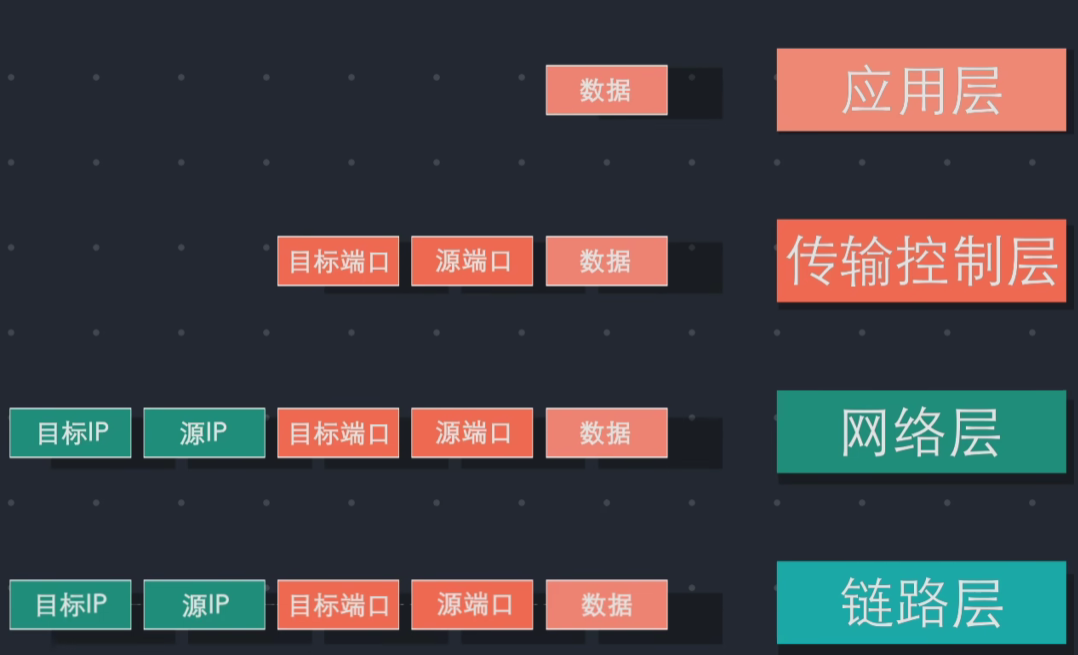 数据 应用层
目标端口 源端口 数据 传输控制层
目标IP 源IP 目标端口 源端口 数据 网络层
目标IP 源IP 目标端口 源端口 数据 链路层